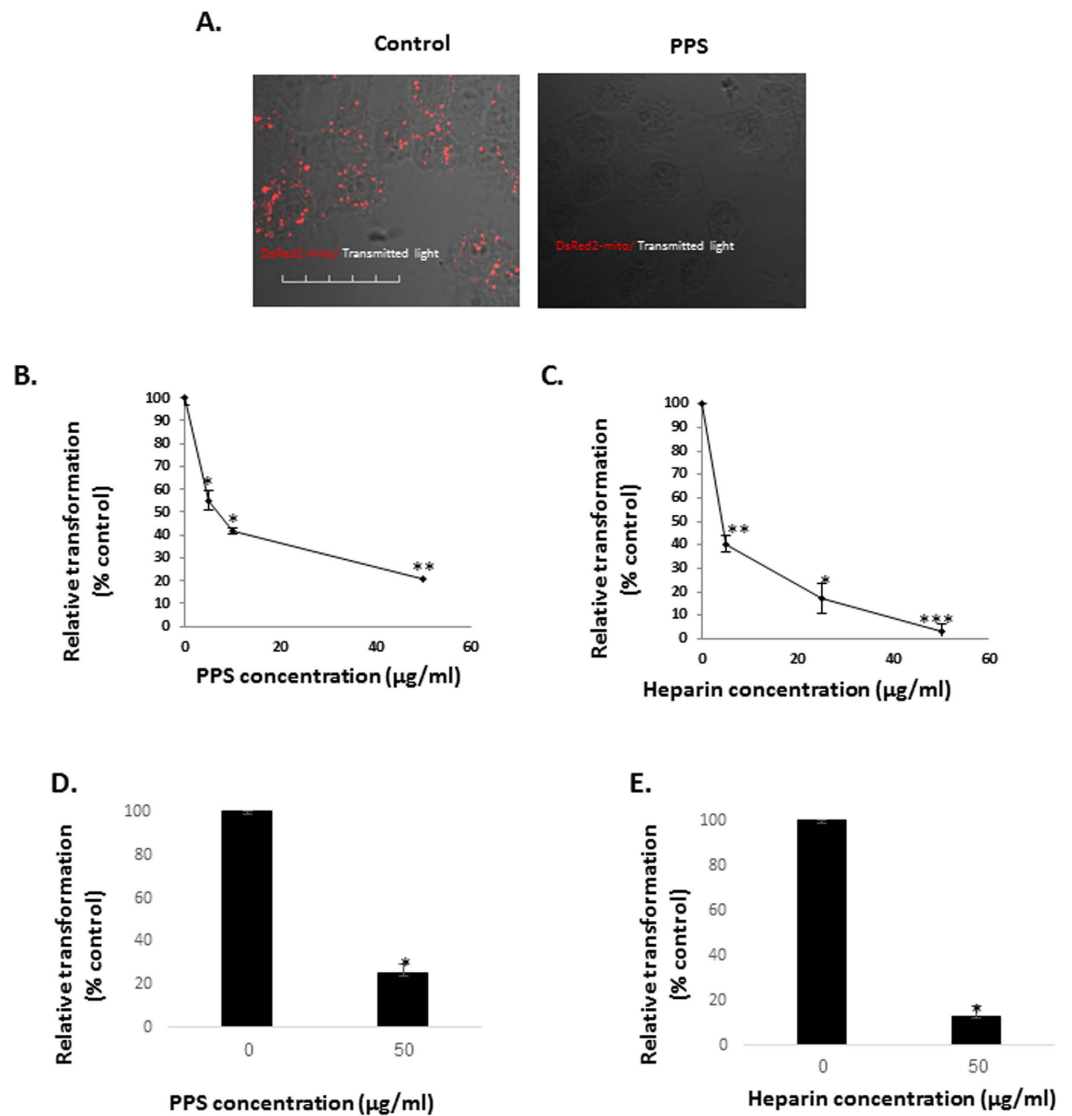 A.
Control
PPS
DsRed2-mito/ Transmitted light
DsRed2-mito/ Transmitted light
B.
Relative transformation
(% control)
100
90
80
70
60
50
40
30
20
10
0
*
*
**
0
20
40
60
PPS concentration (µg/ml)
C.
Relative transformation
(% control)
100
90
80
70
60
50
40
30
20
10
0
**
*
***
0
20
40
60
Heparin concentration (µg/ml)
D.
Relative transformation
(% control)
100
80
60
40
20
0
*
0
50
PPS concentration (µg/ml)
E.
Relative transformation
(% control)
100
80
60
40
20
0
*
0
50
Heparin concentration (µg/ml)